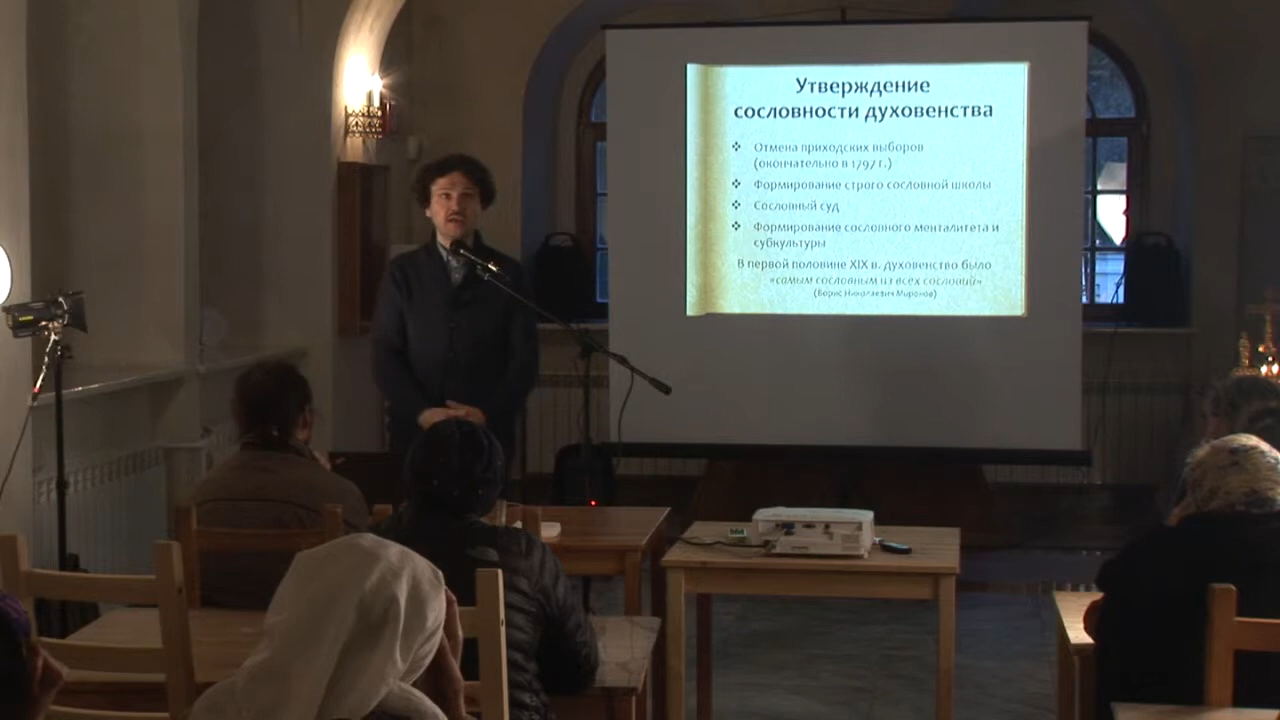 Утверждение
сословности духовенства
❖ Отмена приходских выборов
(окончательно в 1797 г.)
❖ Формирование строго сословной школы
❖ Сословный суд
❖ Формирование сословного менталитета и
субкультуры
В первой половине XIX в. духовенство было
«самым сословным из всех сословий»
(Борис Николаевич Миронов)